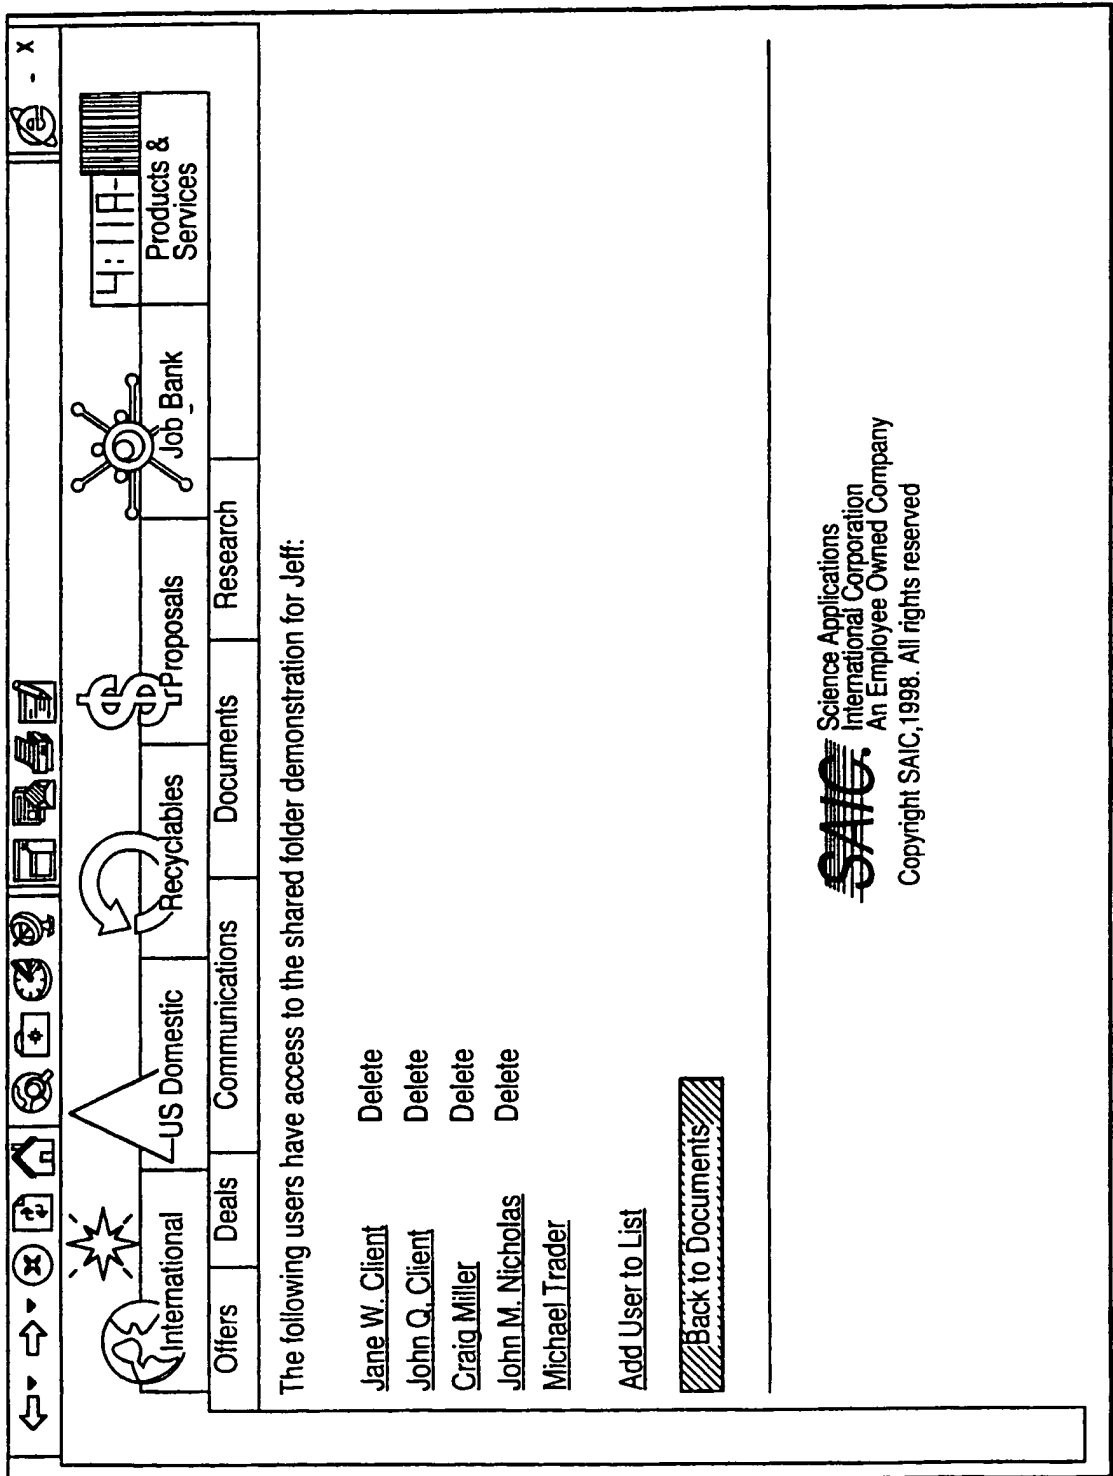 4:11A-
International
US Domestic
Recyclables
Proposals
Job Bank
Products &
Services
Offers
Deals
Communications
Documents
Research
The following users have access to the shared folder demonstration for Jeff:
Jane W. Client Delete
John Q. Client Delete
Craig Miller Delete
John M. Nicholas Delete
Michael Trader
Add User to List
Back to Documents
SAIC.
Science Applications
International Corporation
An Employee Owned Company
Copyright SAIC,1998. All rights reserved